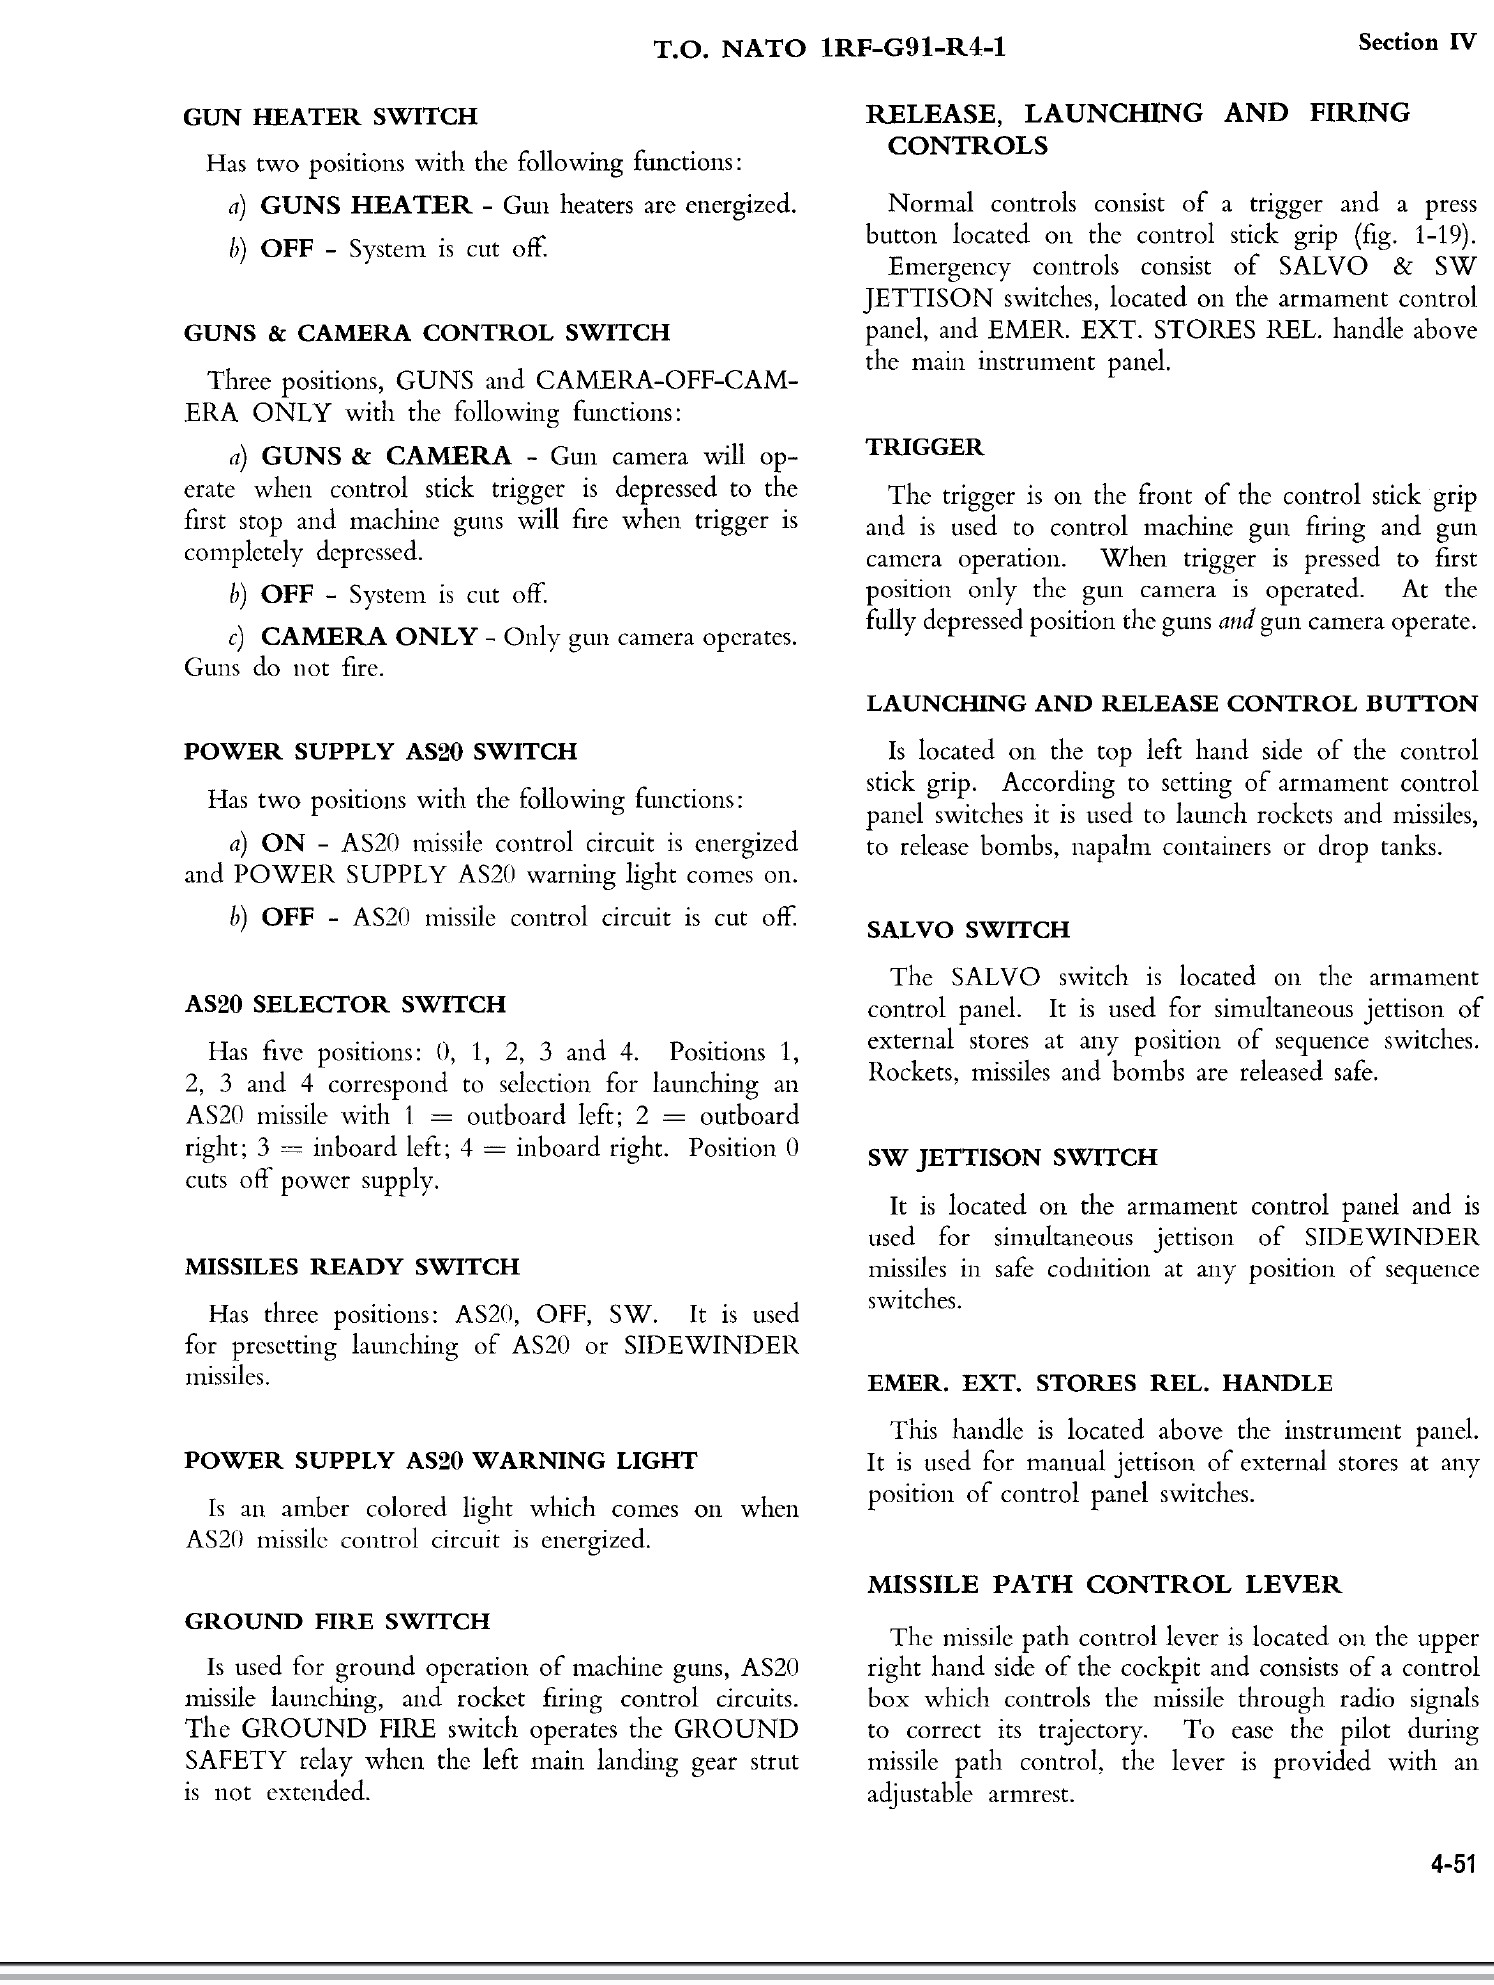 T.O. NATO 1RF-G91-R4-1
Section IV
GUN HEATER SWITCH
Has two positions with the following functions:
a) GUNS HEATER - Gun heaters are energized.
b) OFF - System is cut off.
GUNS & CAMERA CONTROL SWITCH
Three positions, GUNS and CAMERA-OFF-CAM-
ERA ONLY with the following functions:
a) GUNS & CAMERA - Gun camera will op-
erate when control stick trigger is depressed to the
first stop and machine guns will fire when trigger is
completely depressed.
b) OFF - System is cut off.
c) CAMERA ONLY - Only gun camera operates.
Guns do not fire.
POWER SUPPLY AS20 SWITCH
Has two positions with the following functions:
a) ON - AS20 missile control circuit is energized
and POWER SUPPLY AS20 warning light comes on.
b) OFF - AS20 missile control circuit is cut off.
AS20 SELECTOR SWITCH
Has five positions: 0, 1, 2, 3 and 4. Positions 1,
2, 3 and 4 correspond to selection for launching an
AS20 missile with 1 = outboard left; 2 = outboard
right; 3 = inboard left; 4 = inboard right. Position 0
cuts off power supply.
MISSILES READY SWITCH
Has three positions: AS20, OFF, SW. It is used
for presetting launching of AS20 or SIDEWINDER
missiles.
POWER SUPPLY AS20 WARNING LIGHT
Is an amber colored light which comes on when
AS20 missile control circuit is energized.
GROUND FIRE SWITCH
Is used for ground operation of machine guns, AS20
missile launching, and rocket firing control circuits.
The GROUND FIRE switch operates the GROUND
SAFETY relay when the left main landing gear strut
is not extended.
RELEASE, LAUNCHING AND FIRING
CONTROLS
Normal controls consist of a trigger and a press
button located on the control stick grip (fig. 1-19).
Emergency controls consist of SALVO & SW
JETTISON switches, located on the armament control
panel, and EMER. EXT. STORES REL. handle above
the main instrument panel.
TRIGGER
The trigger is on the front of the control stick grip
and is used to control machine gun firing and gun
camera operation. When trigger is pressed to first
position only the gun camera is operated. At the
fully depressed position the guns and gun camera operate.
LAUNCHING AND RELEASE CONTROL BUTTON
Is located on the top left hand side of the control
stick grip. According to setting of armament control
panel switches it is used to launch rockets and missiles,
to release bombs, napalm containers or drop tanks.
SALVO SWITCH
The SALVO switch is located on the armament
control panel. It is used for simultaneous jettison of
external stores at any position of sequence switches.
Rockets, missiles and bombs are released safe.
SW JETTISON SWITCH
It is located on the armament control panel and is
used for simultaneous jettison of SIDEWINDER
missiles in safe codnition at any position of sequence
switches.
EMER. EXT. STORES REL. HANDLE
This handle is located above the instrument panel.
It is used for manual jettison of external stores at any
position of control panel switches.
MISSILE PATH CONTROL LEVER
The missile path control lever is located on the upper
right hand side of the cockpit and consists of a control
box which controls the missile through radio signals
to correct its trajectory. To ease the pilot during
missile path control, the lever is provided with an
adjustable armrest.
4-51